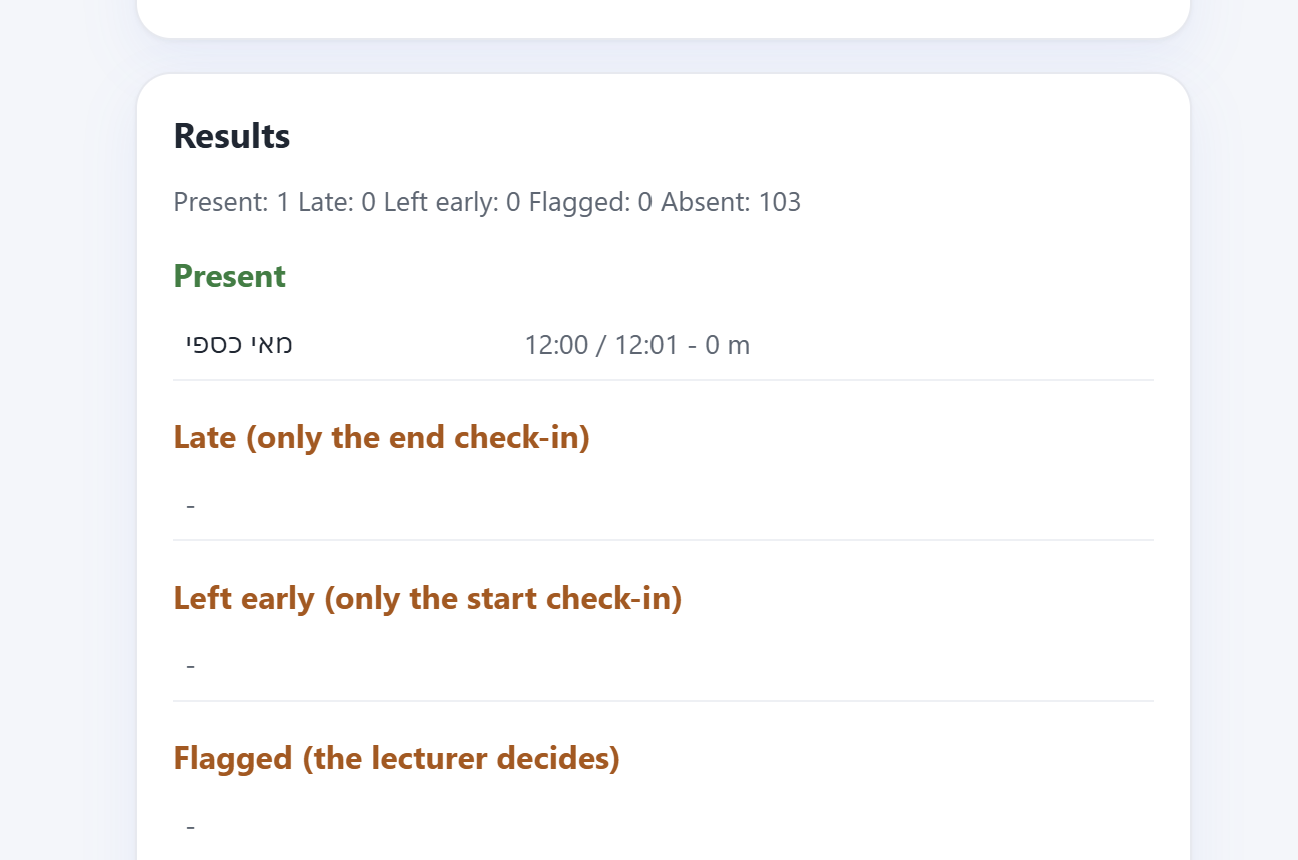 Results
Present: 1 Late: 0 Left early: 0 Flagged: 0 Absent: 103
Present
מאי כספי 12:00 / 12:01 - 0 m
Late (only the end check-in)
-
Left early (only the start check-in)
-
Flagged (the lecturer decides)
-